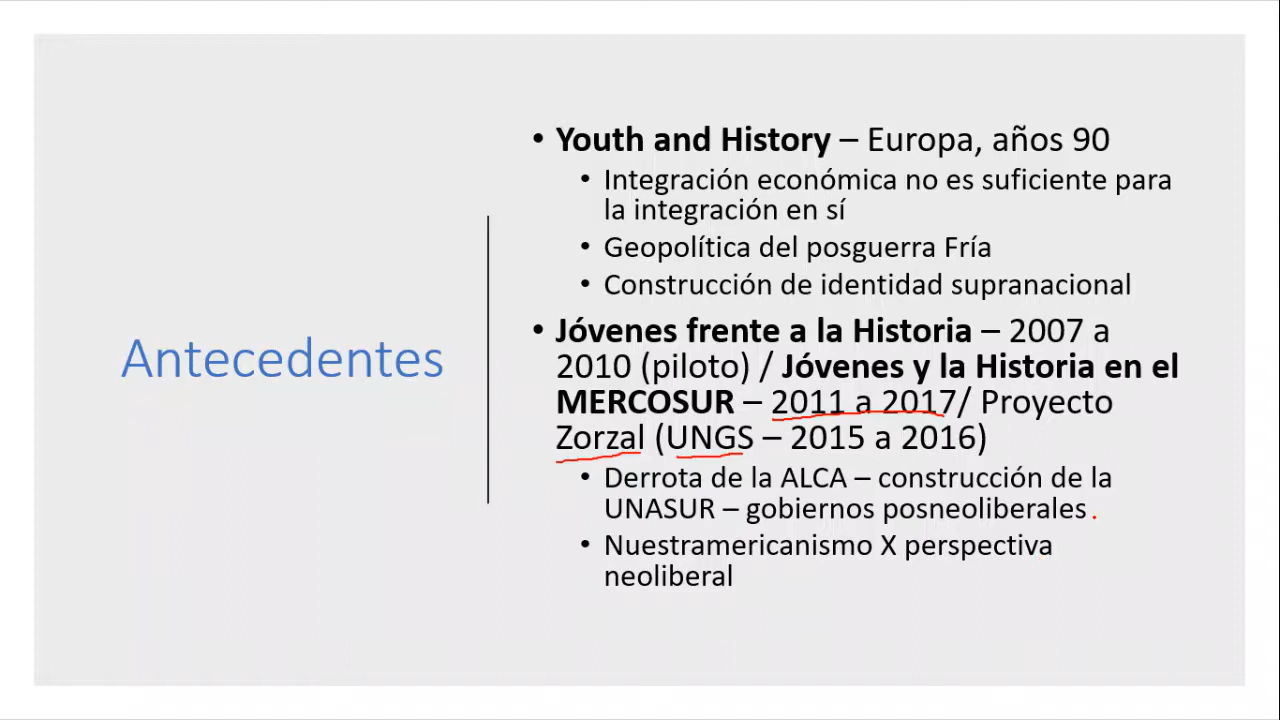 Antecedentes
• Youth and History – Europa, años 90
• Integración económica no es suficiente para
la integración en sí
• Geopolítica del posguerra Fría
• Construcción de identidad supranacional
• Jóvenes frente a la Historia – 2007 a
2010 (piloto) / Jóvenes y la Historia en el
MERCOSUR – 2011 a 2017/ Proyecto
Zorzal (UNGS – 2015 a 2016)
• Derrota de la ALCA – construcción de la
UNASUR – gobiernos posneoliberales
• Nuestramericanismo X perspectiva
neoliberal